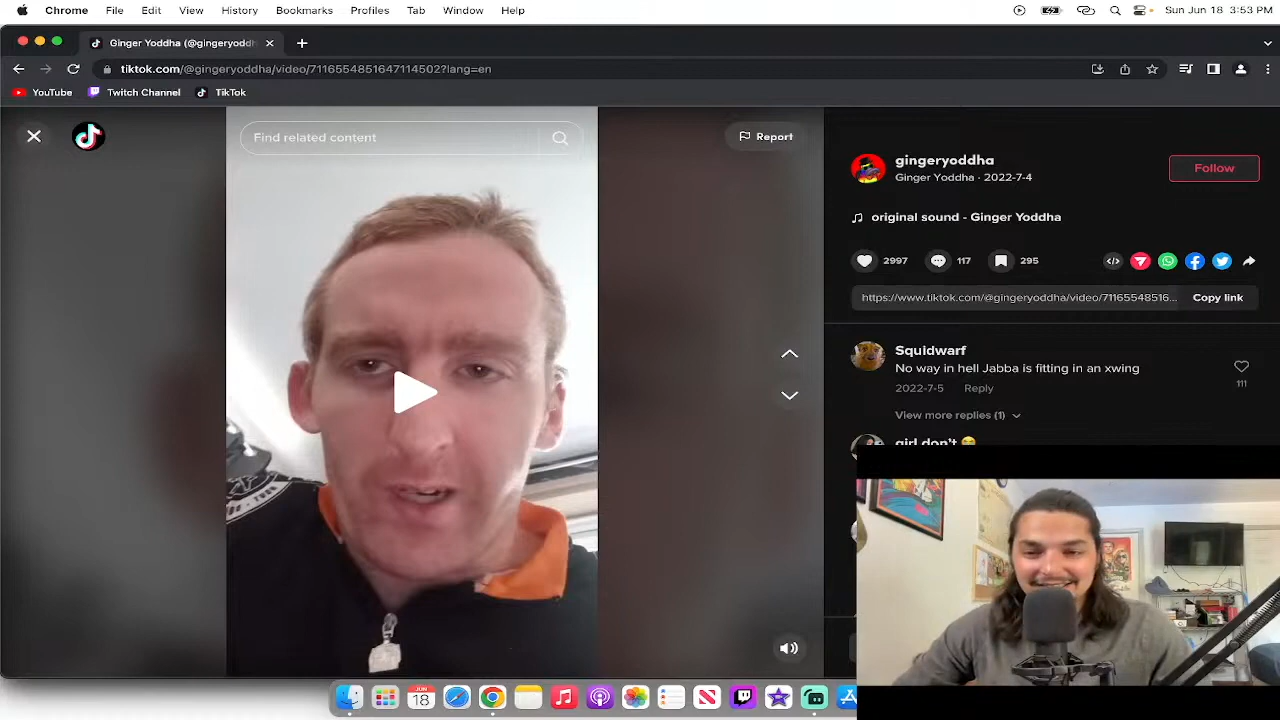 Chrome File Edit View History Bookmarks Profiles Tab Window Help Sun Jun 18 3:53 PM
Ginger Yoddha (@gingeryoddh
tiktok.com/@gingeryoddha/video/7116554851647114502?lang=en
YouTube Twitch Channel TikTok
Find related content
Report
gingeryoddha
Ginger Yoddha · 2022-7-4
Follow
original sound - Ginger Yoddha
2997 117 295
https://www.tiktok.com/@gingeryoddha/video/71165548516... Copy link
Squidwarf
No way in hell Jabba is fitting in an xwing
111
2022-7-5 Reply
View more replies (1)
girl don't 😂
JUN
18